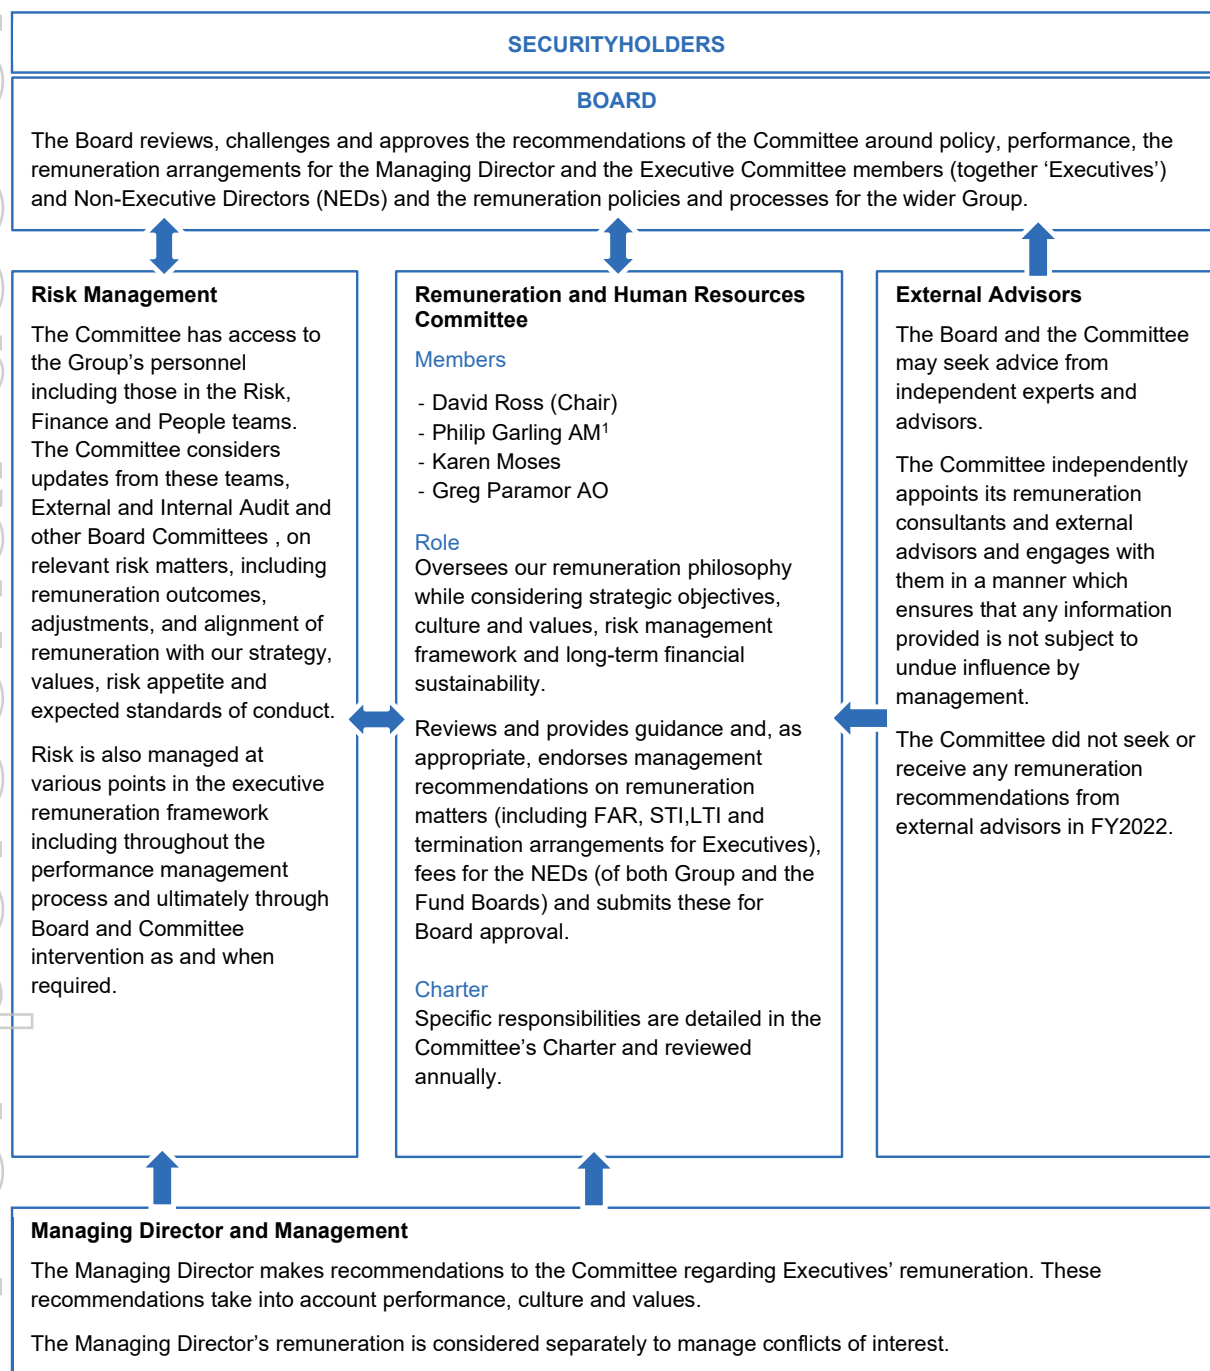 SECURITYHOLDERS
BOARD
The Board reviews, challenges and approves the recommendations of the Committee around policy, performance, the
remuneration arrangements for the Managing Director and the Executive Committee members (together ‘Executives’)
and Non-Executive Directors (NEDs) and the remuneration policies and processes for the wider Group.
Risk Management
The Committee has access to
the Group’s personnel
including those in the Risk,
Finance and People teams.
The Committee considers
updates from these teams,
External and Internal Audit and
other Board Committees , on
relevant risk matters, including
remuneration outcomes,
adjustments, and alignment of
remuneration with our strategy,
values, risk appetite and
expected standards of conduct.
Risk is also managed at
various points in the executive
remuneration framework
including throughout the
performance management
process and ultimately through
Board and Committee
intervention as and when
required.
Remuneration and Human Resources
Committee
Members
- David Ross (Chair)
- Philip Garling AM¹
- Karen Moses
- Greg Paramor AO
Role
Oversees our remuneration philosophy
while considering strategic objectives,
culture and values, risk management
framework and long-term financial
sustainability.
Reviews and provides guidance and, as
appropriate, endorses management
recommendations on remuneration
matters (including FAR, STI,LTI and
termination arrangements for Executives),
fees for the NEDs (of both Group and the
Fund Boards) and submits these for
Board approval.
Charter
Specific responsibilities are detailed in the
Committee’s Charter and reviewed
annually.
External Advisors
The Board and the Committee
may seek advice from
independent experts and
advisors.
The Committee independently
appoints its remuneration
consultants and external
advisors and engages with
them in a manner which
ensures that any information
provided is not subject to
undue influence by
management.
The Committee did not seek or
receive any remuneration
recommendations from
external advisors in FY2022.
Managing Director and Management
The Managing Director makes recommendations to the Committee regarding Executives’ remuneration. These
recommendations take into account performance, culture and values.
The Managing Director’s remuneration is considered separately to manage conflicts of interest.